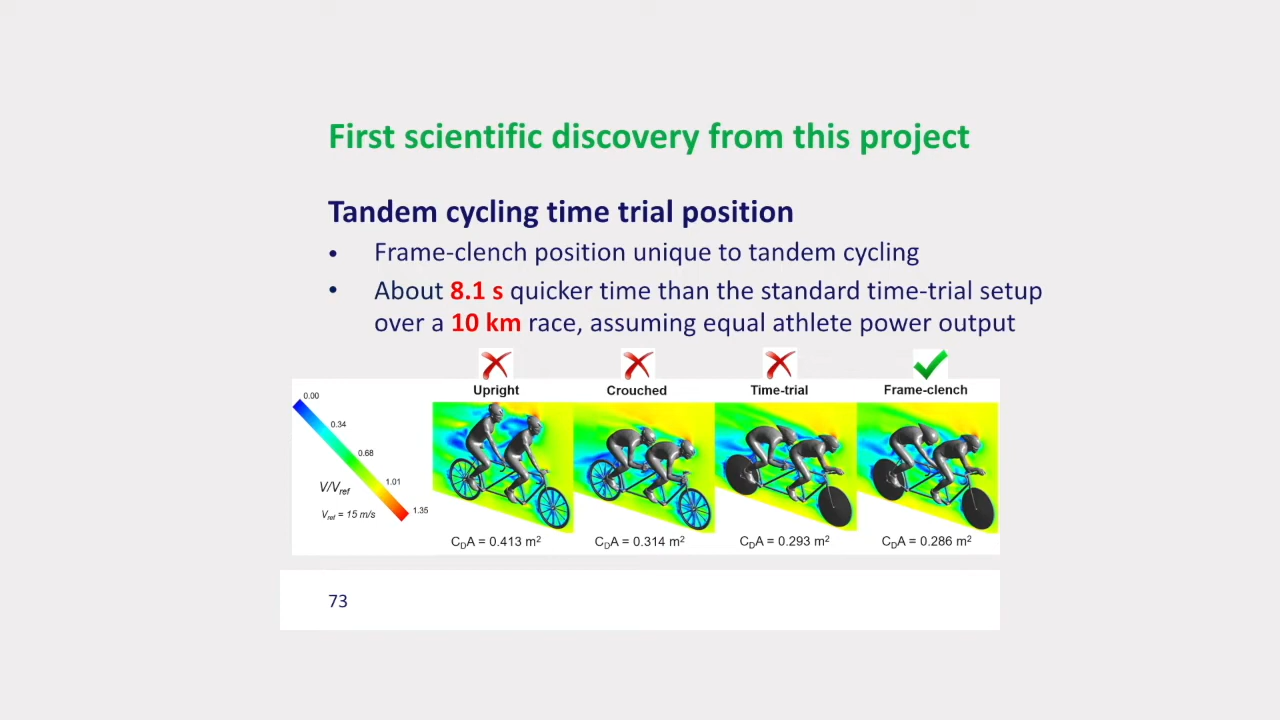 First scientific discovery from this project
Tandem cycling time trial position
• Frame-clench position unique to tandem cycling
• About 8.1 s quicker time than the standard time-trial setup
over a 10 km race, assuming equal athlete power output
Upright Crouched Time-trial Frame-clench
0.00
0.34
0.68
1.01
1.35
V/Vref
Vref = 15 m/s
CDA = 0.413 m² CDA = 0.314 m² CDA = 0.293 m² CDA = 0.286 m²
73